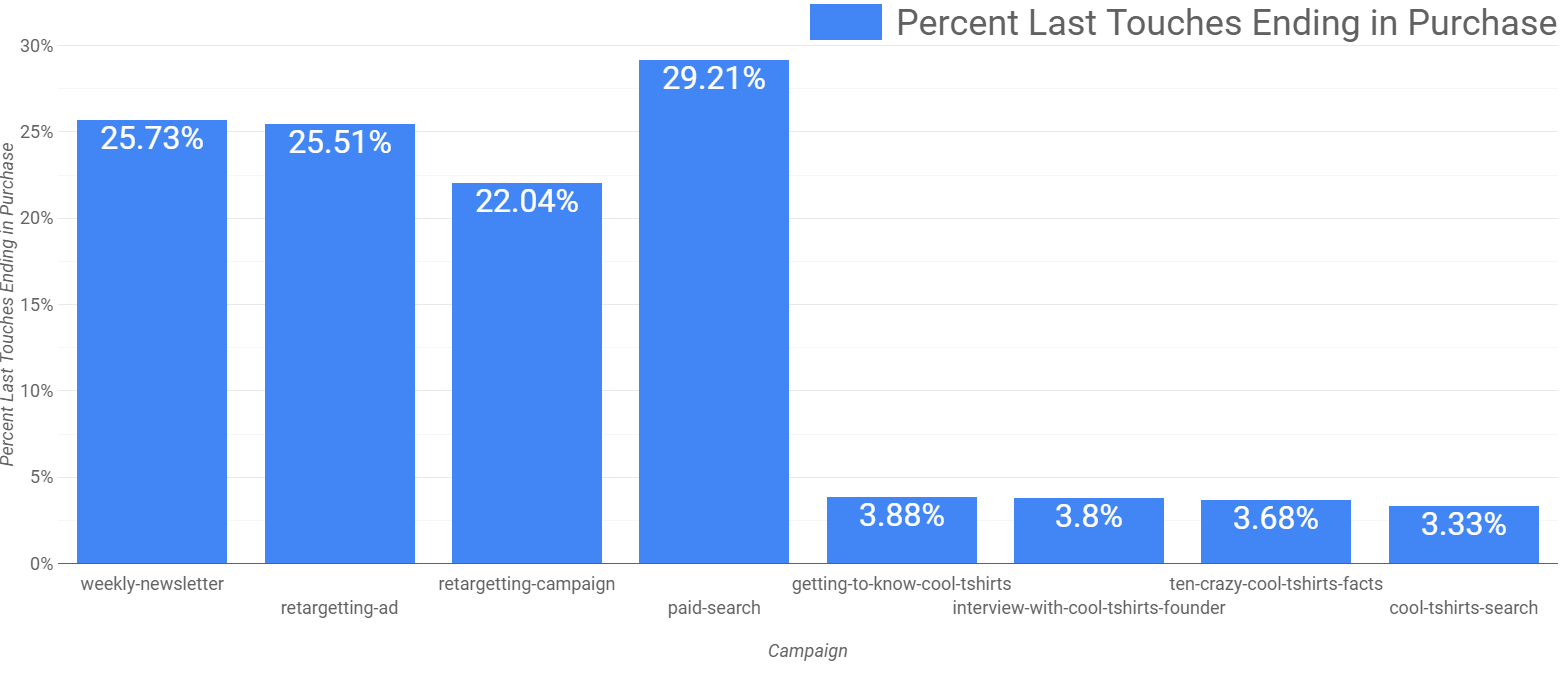 Percent Last Touches Ending in Purchase
30%
25%
20%
15%
10%
5%
0%
Percent Last Touches Ending in Purchase
25.73%
25.51%
22.04%
29.21%
3.88%
3.8%
3.68%
3.33%
weekly-newsletter
retargetting-ad
retargetting-campaign
paid-search
getting-to-know-cool-tshirts
interview-with-cool-tshirts-founder
ten-crazy-cool-tshirts-facts
cool-tshirts-search
Campaign